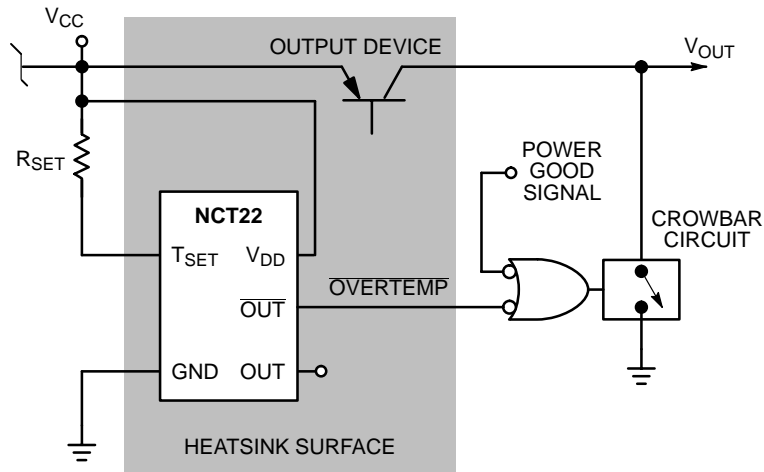 VCC
OUTPUT DEVICE
VOUT
RSET
POWER
GOOD
SIGNAL
NCT22
CROWBAR
CIRCUIT
TSET
VDD
OVERTEMP
OUT
GND
OUT
HEATSINK SURFACE